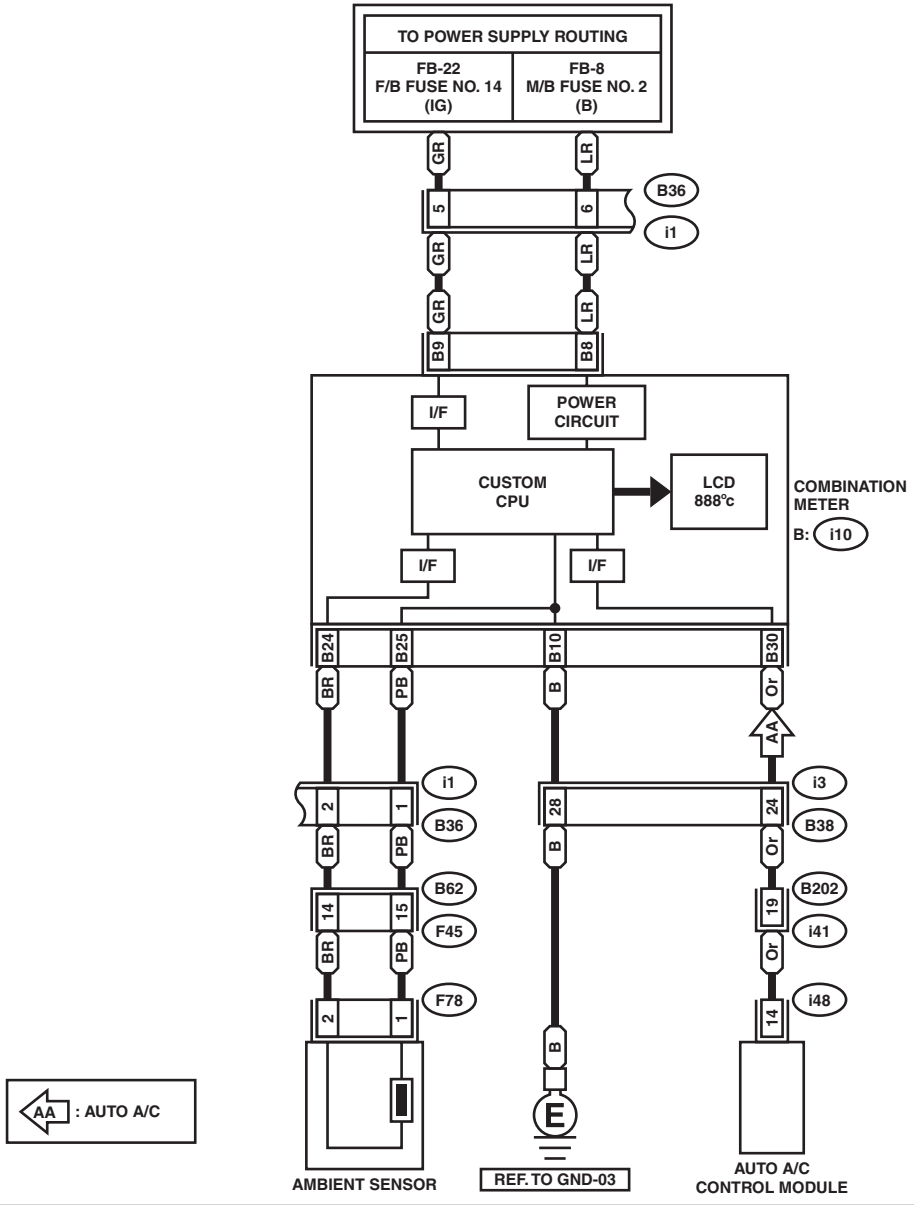 TO POWER SUPPLY ROUTING
FB-22
F/B FUSE NO. 14
(IG)
FB-8
M/B FUSE NO. 2
(B)
GR
LR
5
6
B36
i1
GR
LR
GR
LR
B9
B8
I/F
POWER
CIRCUIT
CUSTOM
CPU
LCD
888°c
COMBINATION
METER
B: i10
I/F
I/F
B24
B25
B10
B30
BR
PB
B
Or
AA
i1
i3
2
1
28
24
B36
B38
BR
PB
B
Or
B62
B202
14
15
19
F45
i41
BR
PB
Or
F78
i48
2
1
14
B
E
AA : AUTO A/C
AMBIENT SENSOR
REF. TO GND-03
AUTO A/C
CONTROL MODULE